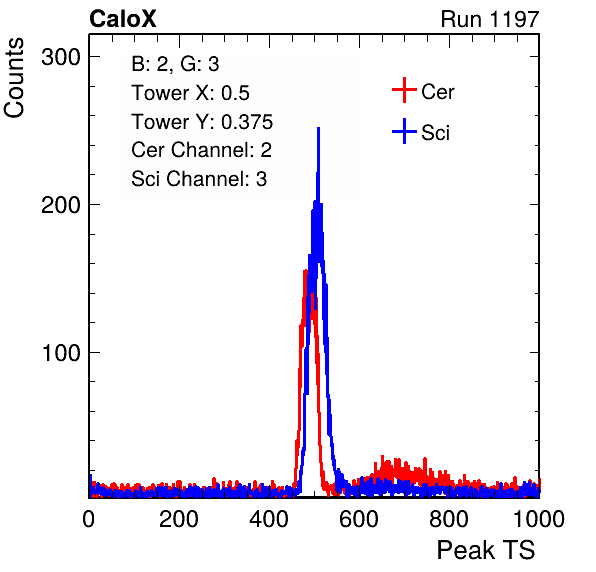 CaloX Run 1197
Counts
300
200
100
B: 2, G: 3
Tower X: 0.5
Tower Y: 0.375
Cer Channel: 2
Sci Channel: 3
Cer
Sci
0 200 400 600 800 1000
Peak TS